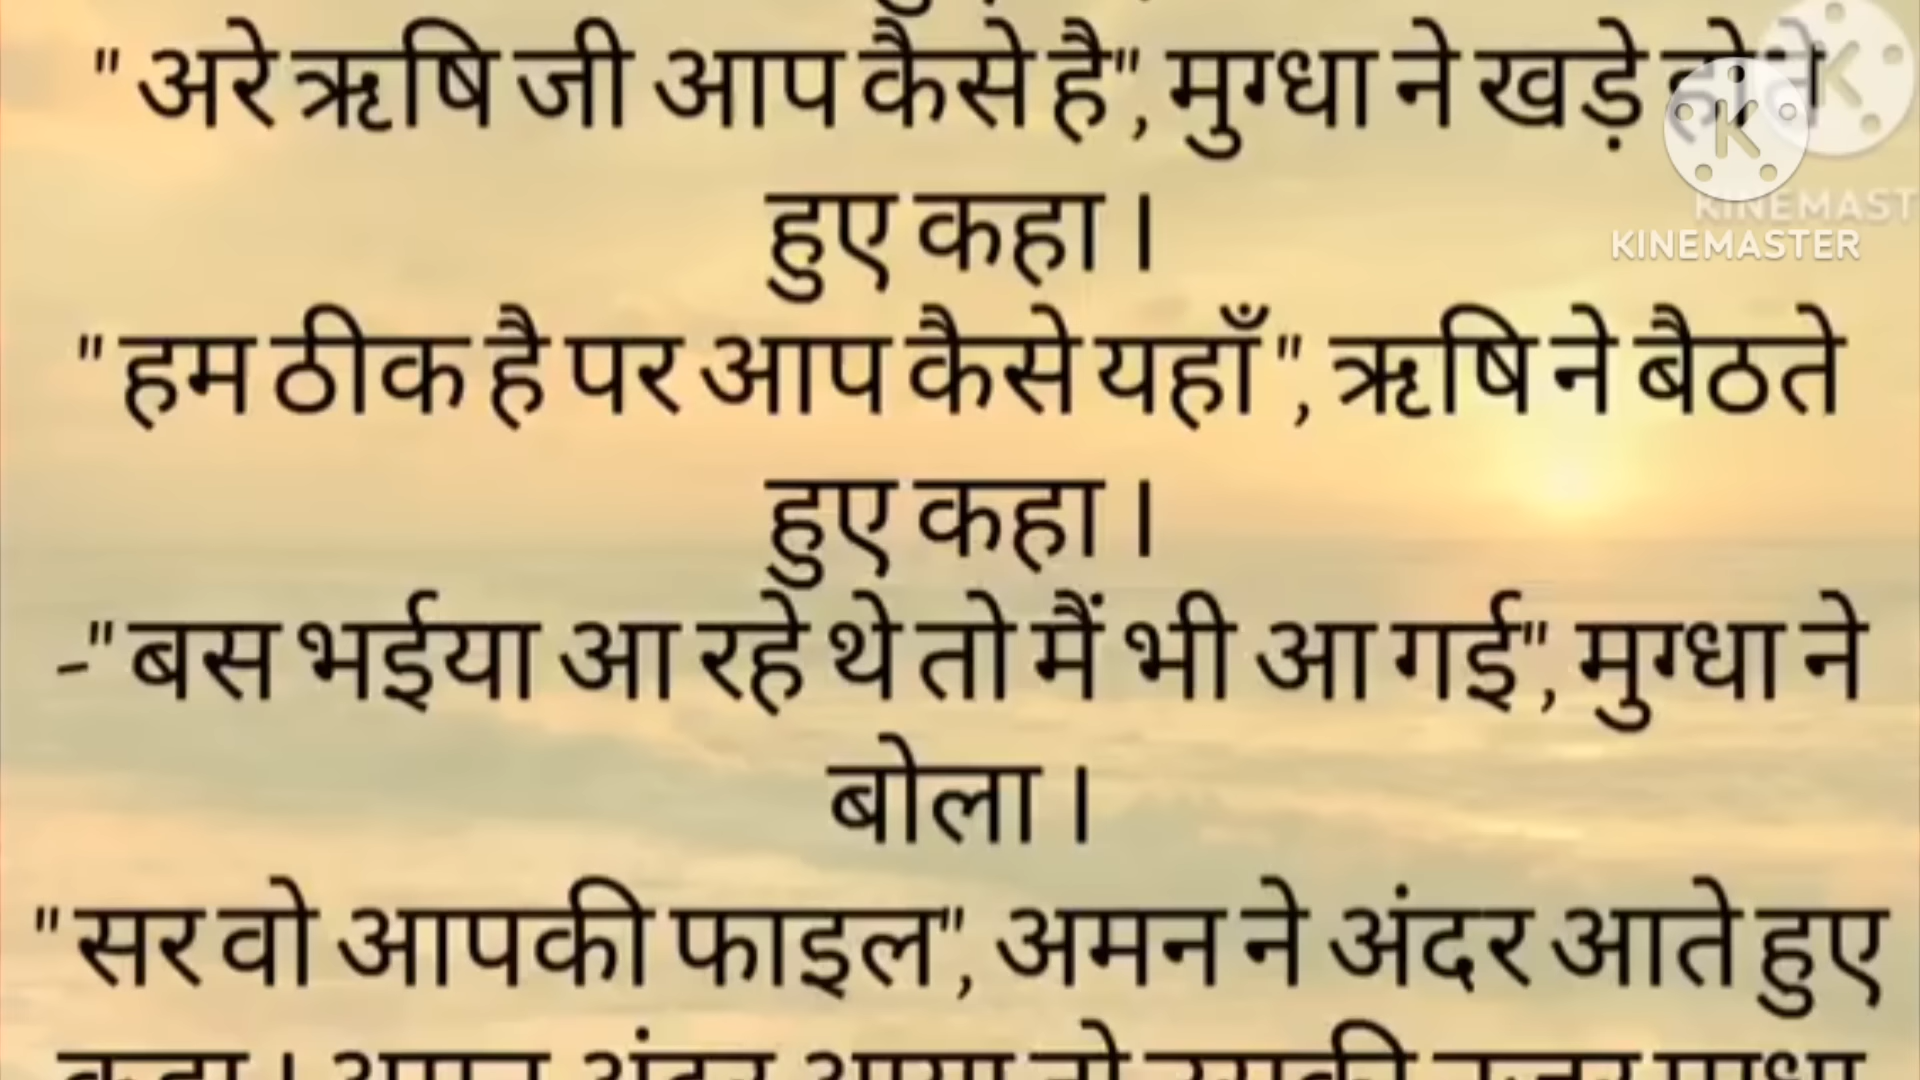 " अरे ऋषि जी आप कैसे है", मुग्धा ने खड़े होते
हुए कहा ।
KINEMAST
KINEMASTER
" हम ठीक है पर आप कैसे यहाँ ", ऋषि ने बैठते
हुए कहा ।
-" बस भईया आ रहे थे तो मैं भी आ गई", मुग्धा ने
बोला ।
" सर वो आपकी फाइल", अमन ने अंदर आते हुए